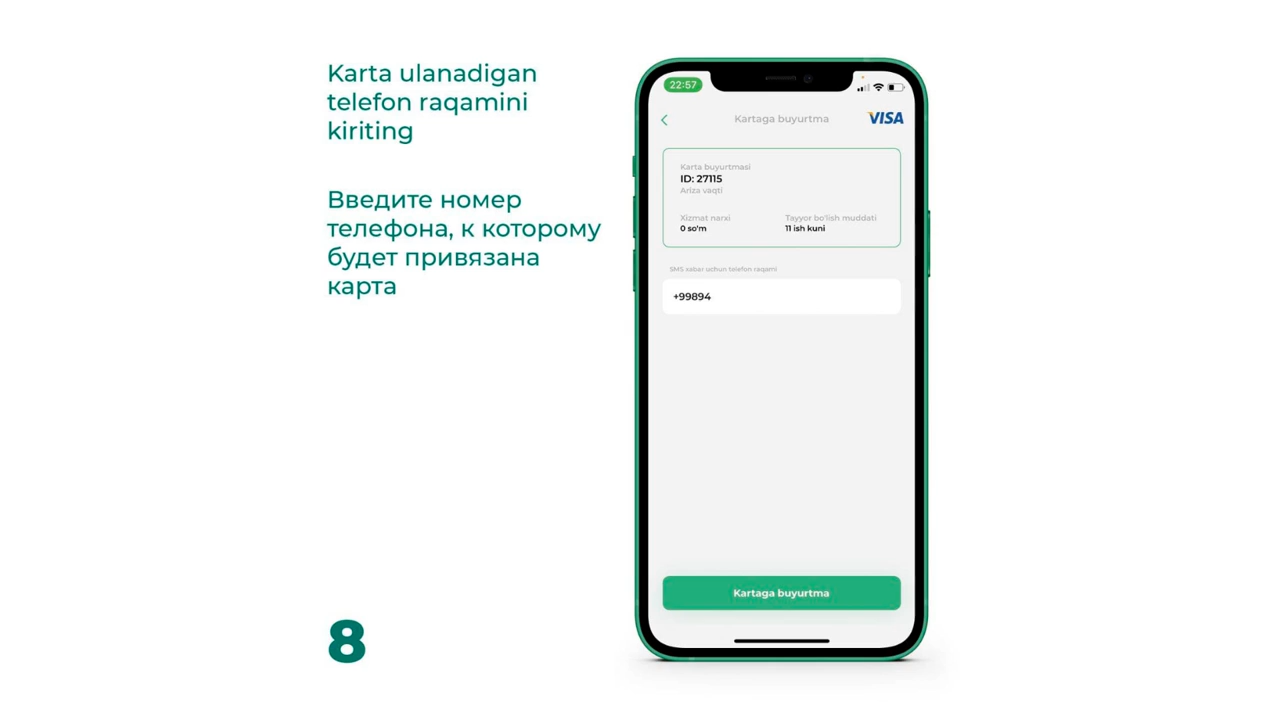 Karta ulanadigan
telefon raqamini
kiriting
Введите номер
телефона, к которому
будет привязана
карта
8
22:57
Kartaga buyurtma
VISA
Karta buyurtmasi
ID: 27115
Ariza vaqti
Xizmat narxi
Tayyor bo'lish muddati
0 so'm
11 ish kuni
SMS xabar uchun telefon raqami
+99894
Kartaga buyurtma